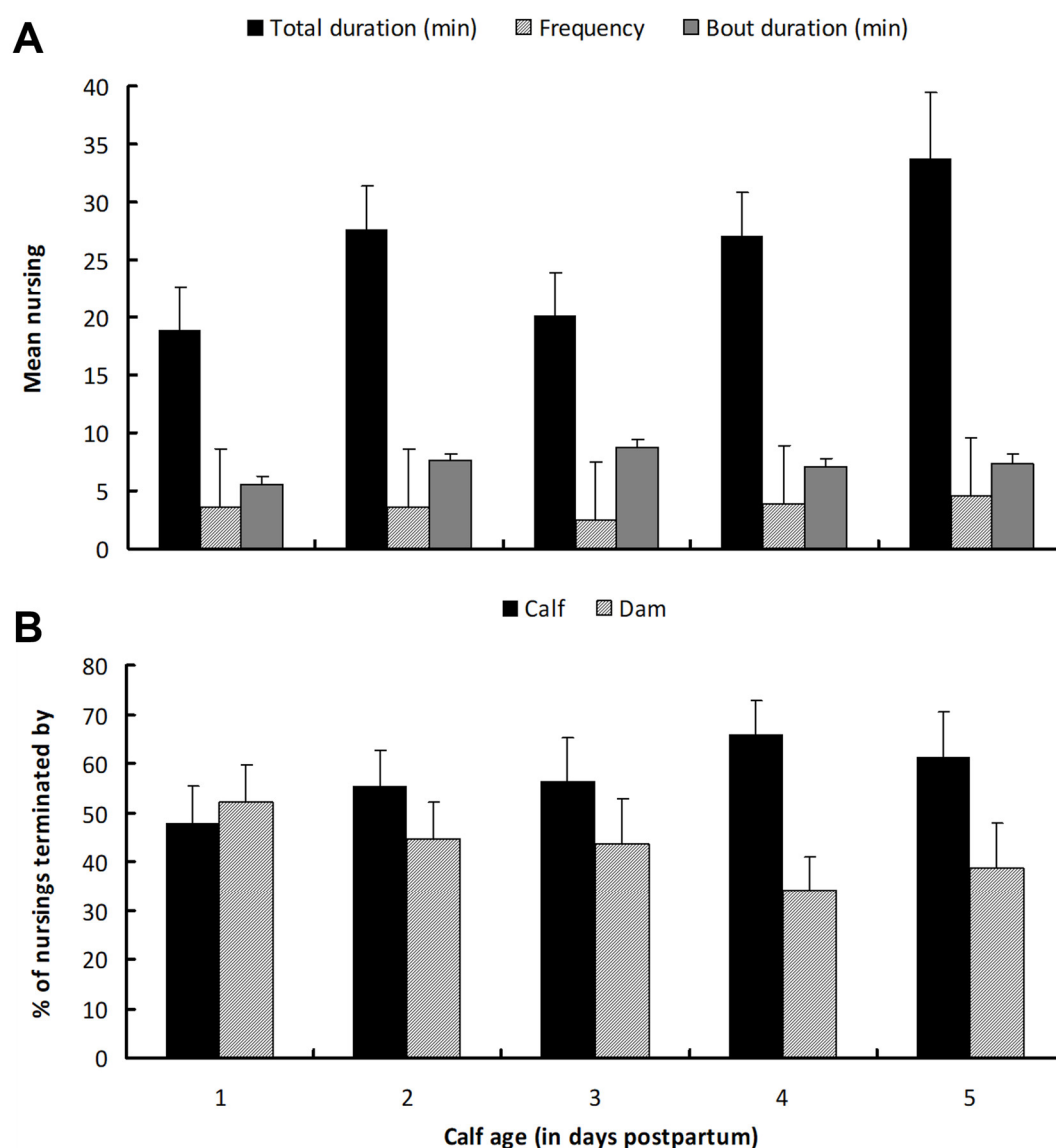 A
Total duration (min) Frequency Bout duration (min)
40
35
30
25
20
15
10
5
0
Mean nursing
B
Calf Dam
80
70
60
50
40
30
20
10
0
% of nursings terminated by
1 2 3 4 5
Calf age (in days postpartum)